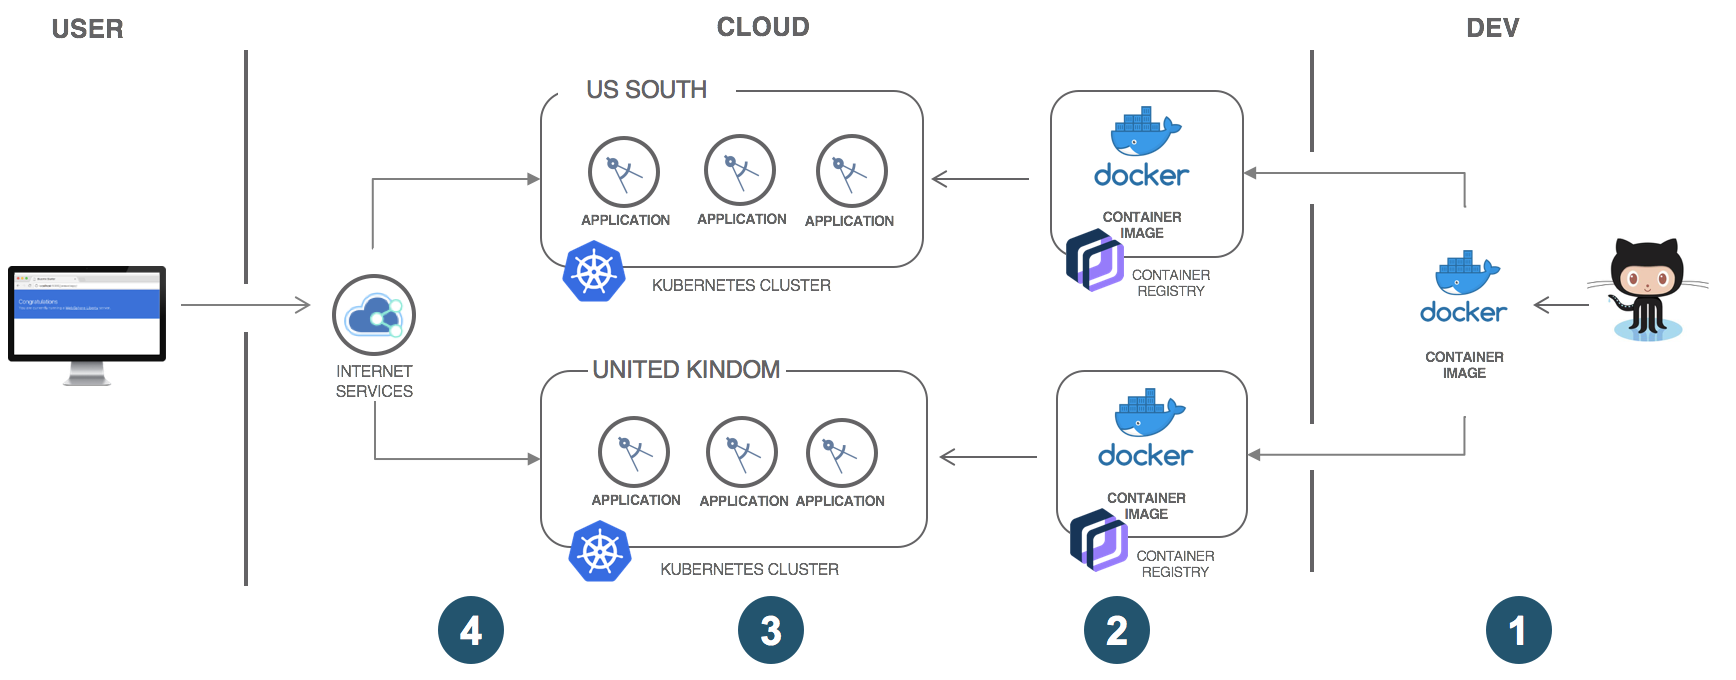 USER
CLOUD
DEV
US SOUTH
APPLICATION
APPLICATION
APPLICATION
KUBERNETES CLUSTER
docker
CONTAINER
IMAGE
CONTAINER
REGISTRY
Congratulations
INTERNET
SERVICES
docker
CONTAINER
IMAGE
UNITED KINDOM
APPLICATION
APPLICATION
APPLICATION
KUBERNETES CLUSTER
docker
CONTAINER
IMAGE
CONTAINER
REGISTRY
4
3
2
1